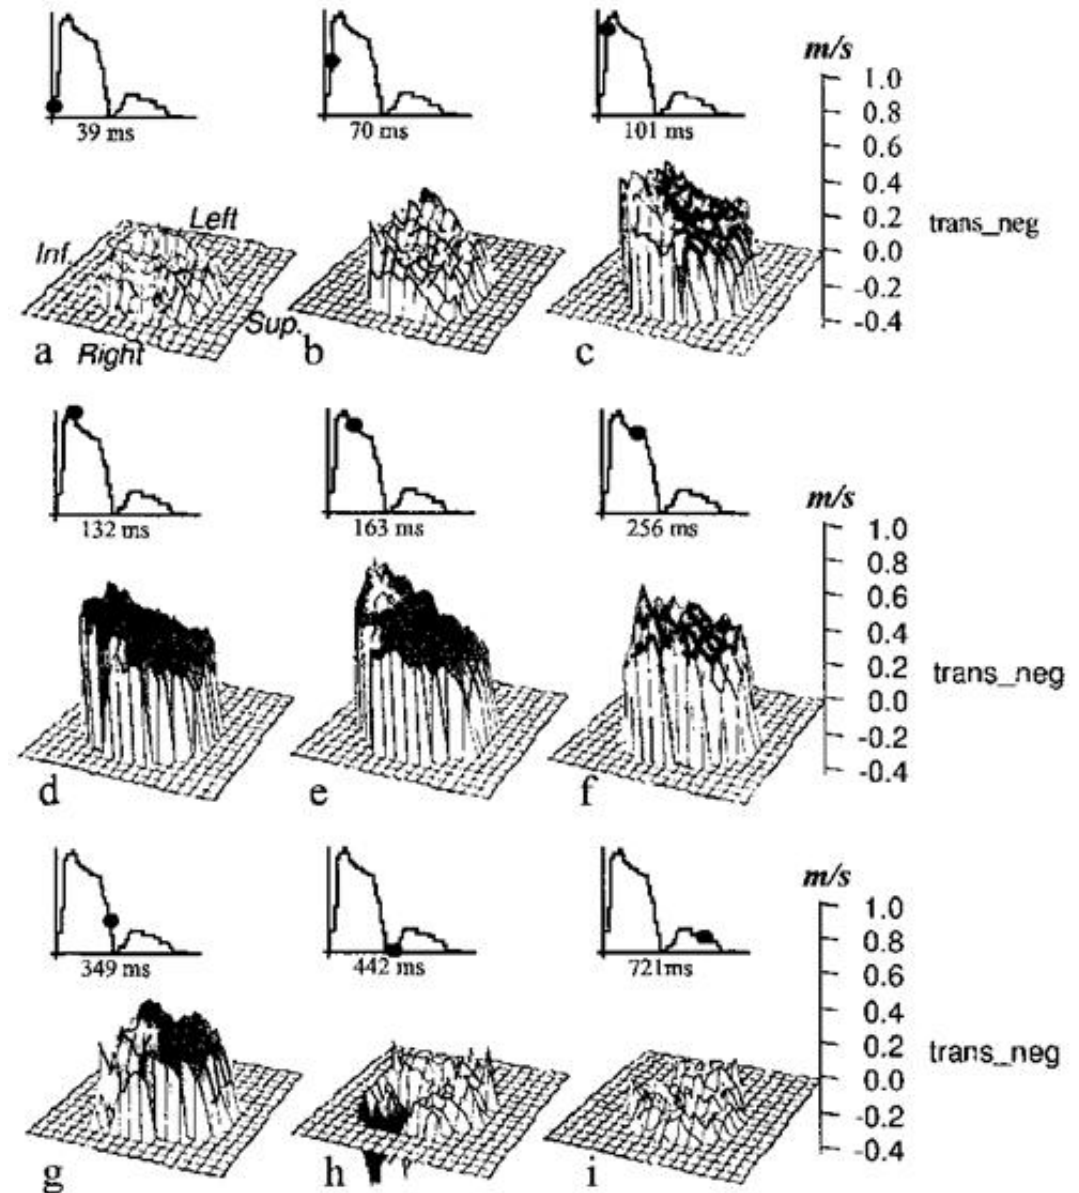 39 ms
70 ms
101 ms
m/s
1.0
0.8
0.6
0.4
0.2
0.0
-0.2
-0.4
trans_neg
Left
Inf.
Sup.
Right
a
b
c
132 ms
163 ms
256 ms
m/s
1.0
0.8
0.6
0.4
0.2
0.0
-0.2
-0.4
trans_neg
d
e
f
349 ms
442 ms
721ms
m/s
1.0
0.8
0.6
0.4
0.2
0.0
-0.2
-0.4
trans_neg
g
h
i